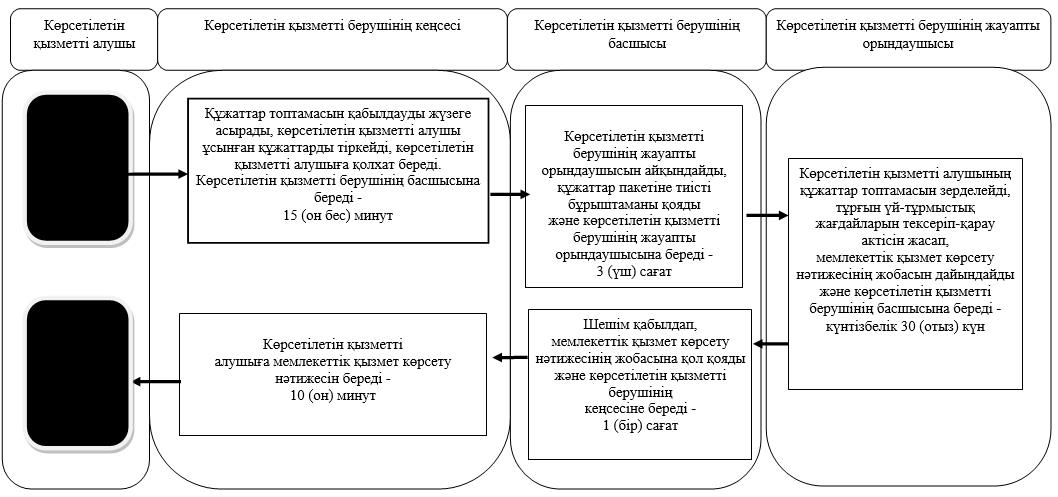 Көрсетілетін
қызметті алушы
Көрсетілетін қызметті берушінің кеңсесі
Көрсетілетін қызметті берушінің
басшысы
Көрсетілетін қызметті берушінің жауапты
орындаушысы
Құжаттар топтамасын қабылдауды жүзеге
асырады, көрсетілетін қызметті алушы
ұсынған құжаттарды тіркейді, көрсетілетін
қызметті алушыға қолхат береді.
Көрсетілетін қызметті берушінің басшысына
береді -
15 (он бес) минут
Көрсетілетін қызметті
берушінің жауапты
орындаушысын айқындайды,
құжаттар пакетіне тиісті
бұрыштаманы қояды
және көрсетілетін қызметті
берушінің жауапты
орындаушысына береді -
3 (үш) сағат
Көрсетілетін қызметті алушының
құжаттар топтамасын зерделейді,
тұрғын үй-тұрмыстық
жағдайларын тексеріп-қарау
актісін жасап,
мемлекеттік қызмет көрсету
нәтижесінің жобасын дайындайды
және көрсетілетін қызметті
берушінің басшысына береді -
күнтізбелік 30 (отыз) күн
Шешім қабылдап,
мемлекеттік қызмет көрсету
нәтижесінің жобасына қол қояды
және көрсетілетін қызметті
берушінің
кеңсесіне береді -
1 (бір) сағат
Көрсетілетін қызметті
алушыға мемлекеттік қызмет көрсету
нәтижесін береді -
10 (он) минут